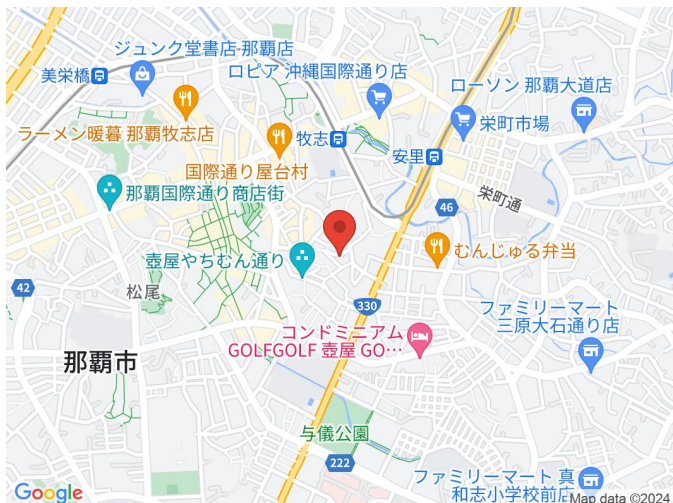 ジュンク堂書店-那覇店
美栄橋
ロピア 沖縄国際通り店
ローソン 那覇大道店
ラーメン暖暮 那覇牧志店
牧志
栄町市場
国際通り屋台村
安里
那覇国際通り商店街
栄町通
46
壺屋やちむん通り
むんじゅる弁当
42
松尾
330
ファミリーマート
三原大石通り店
コンドミニアム
GOLFGOLF 壺屋 GO…
那覇市
与儀公園
222
ファミリーマート 真
和志小学校前店
Google
Map data ©2024